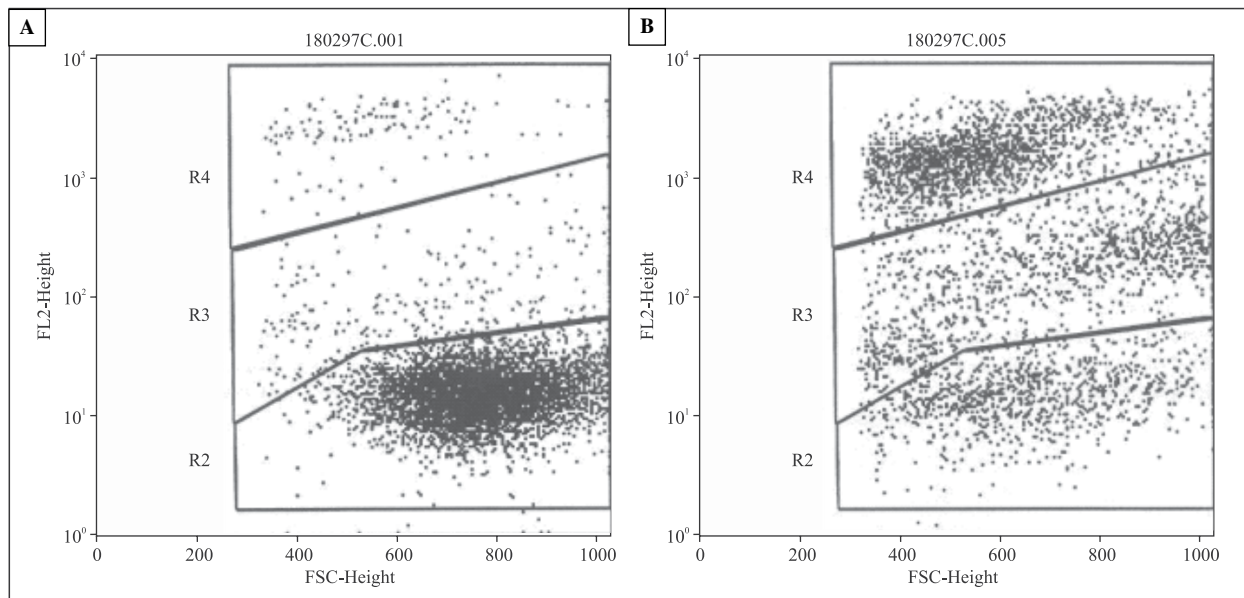 A
180297C.001
10⁴
10³
10²
10¹
10⁰
FL2-Height
R4
R3
R2
0 200 400 600 800 1000
FSC-Height
B
180297C.005
10⁴
10³
10²
10¹
10⁰
FL2-Height
R4
R3
R2
0 200 400 600 800 1000
FSC-Height